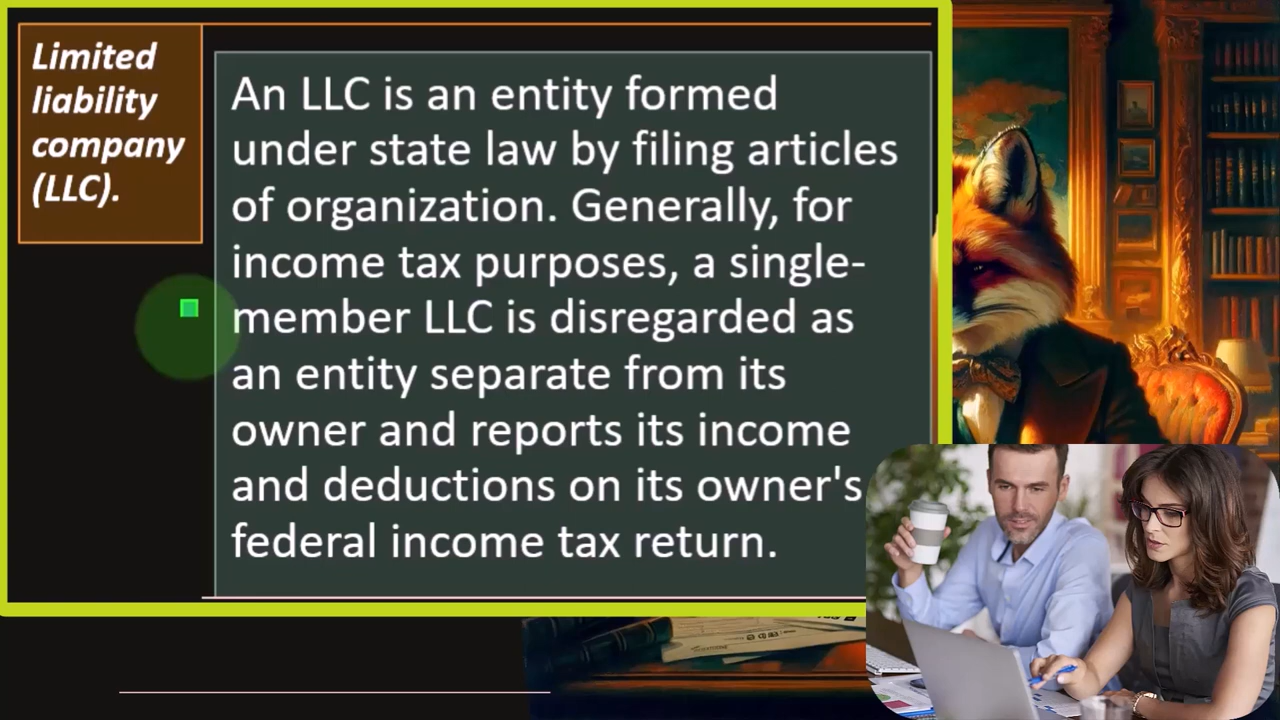 Limited
liability
company
(LLC).
An LLC is an entity formed
under state law by filing articles
of organization. Generally, for
income tax purposes, a single-
member LLC is disregarded as
an entity separate from its
owner and reports its income
and deductions on its owner's
federal income tax return.